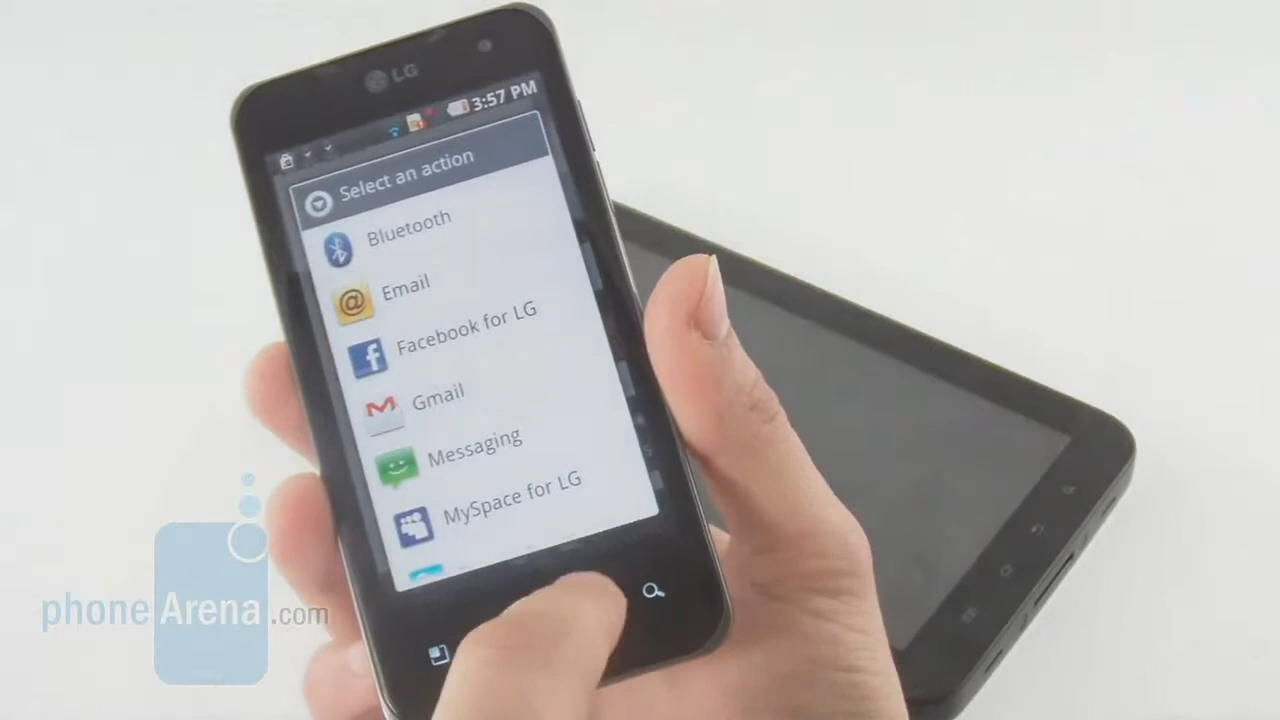 LG
3:57 PM
Select an action
Bluetooth
Email
Facebook for LG
Gmail
Messaging
MySpace for LG
phoneArena.com